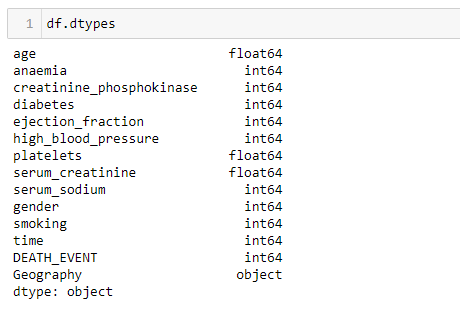 1 df.dtypes
age float64
anaemia int64
creatinine_phosphokinase int64
diabetes int64
ejection_fraction int64
high_blood_pressure int64
platelets float64
serum_creatinine float64
serum_sodium int64
gender int64
smoking int64
time int64
DEATH_EVENT int64
Geography object
dtype: object